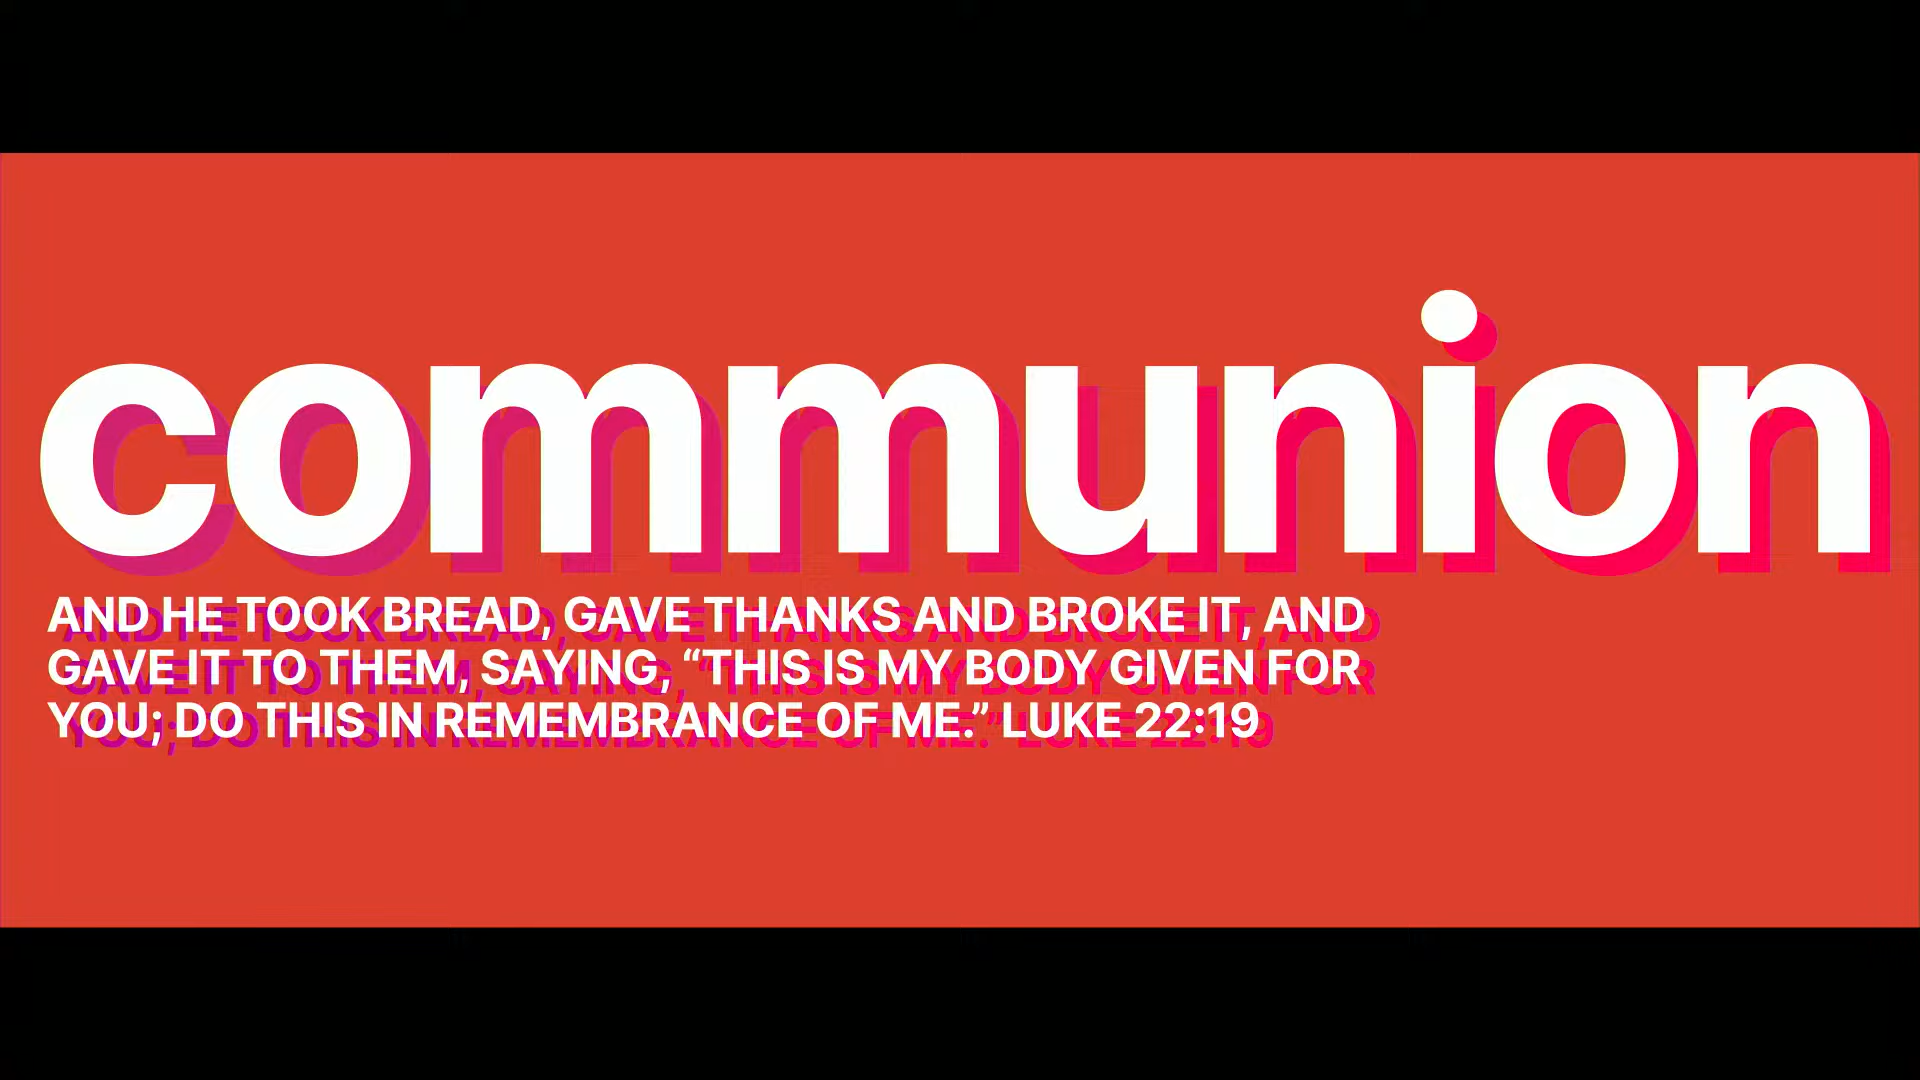 communion
AND HE TOOK BREAD, GAVE THANKS AND BROKE IT, AND
GAVE IT TO THEM, SAYING, “THIS IS MY BODY GIVEN FOR
YOU; DO THIS IN REMEMBRANCE OF ME.” LUKE 22:19